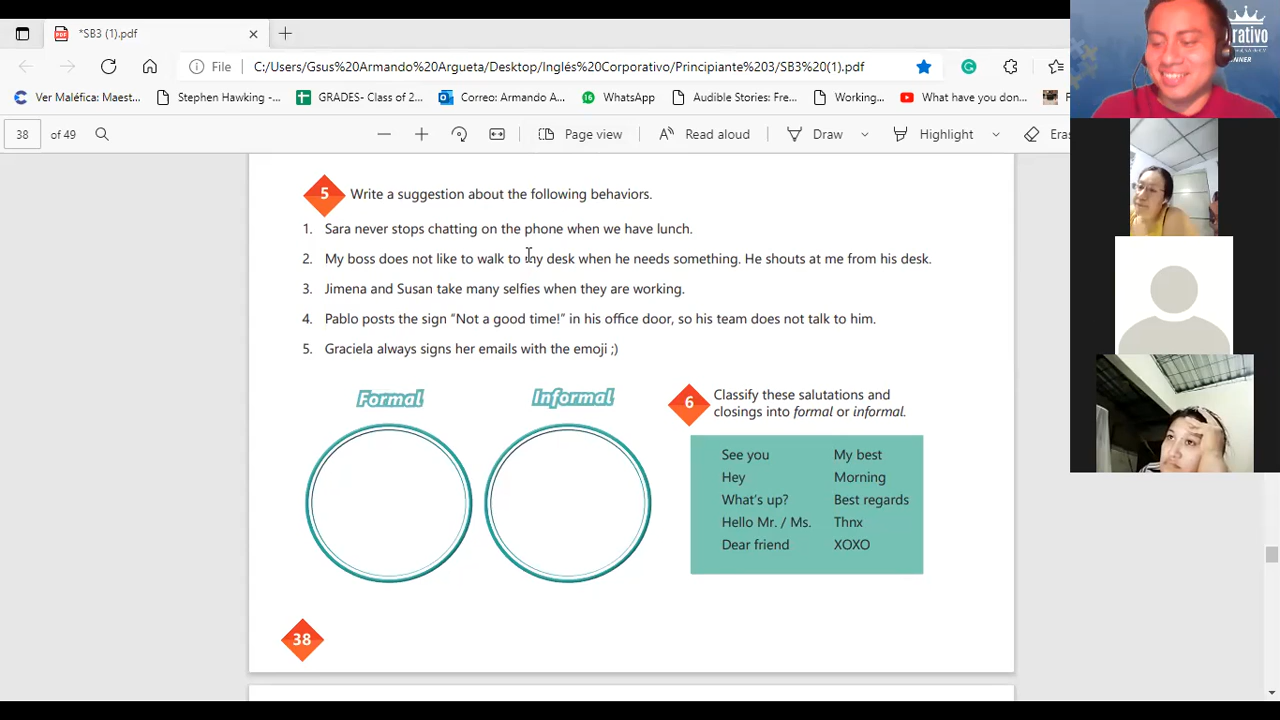 *SB3 (1).pdf
File C:/Users/Gsus%20Armando%20Argueta/Desktop/Ingles%20Corporativo/Principiante%203/SB3%20(1).pdf
Ver Maléfica: Maest... Stephen Hawking -... GRADES- Class of 2... Correo: Armando A... WhatsApp Audible Stories: Fre... Working... What have you don...
38 of 49 Page view Read aloud Draw Highlight Eras
rativo
NNER
5 Write a suggestion about the following behaviors.
1. Sara never stops chatting on the phone when we have lunch.
2. My boss does not like to walk to my desk when he needs something. He shouts at me from his desk.
3. Jimena and Susan take many selfies when they are working.
4. Pablo posts the sign “Not a good time!” in his office door, so his team does not talk to him.
5. Graciela always signs her emails with the emoji ;)
Formal Informal
6 Classify these salutations and
closings into formal or informal.
See you My best
Hey Morning
What's up? Best regards
Hello Mr. / Ms. Thnx
Dear friend XOXO
38